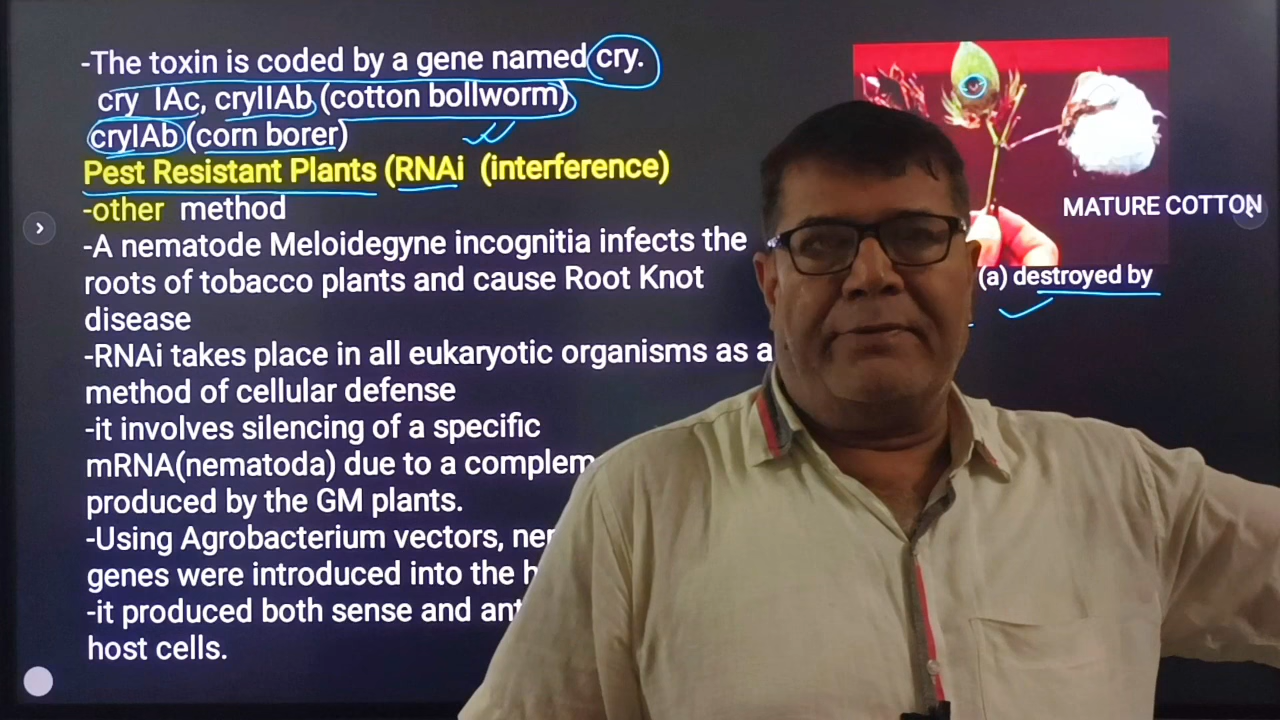 -The toxin is coded by a gene named cry.
cry IAc, cryIIAb (cotton bollworm)
cryIAb (corn borer)
Pest Resistant Plants (RNAi (interference)
-other method
-A nematode Meloidegyne incognitia infects the
roots of tobacco plants and cause Root Knot
disease
-RNAi takes place in all eukaryotic organisms as a
method of cellular defense
-it involves silencing of a specific
mRNA(nematoda) due to a
produced by the GM plants.
-Using Agrobacterium vectors,
genes were introduced into the
-it produced both sense and
host cells.
MATURE COTTON
(a) destroyed by